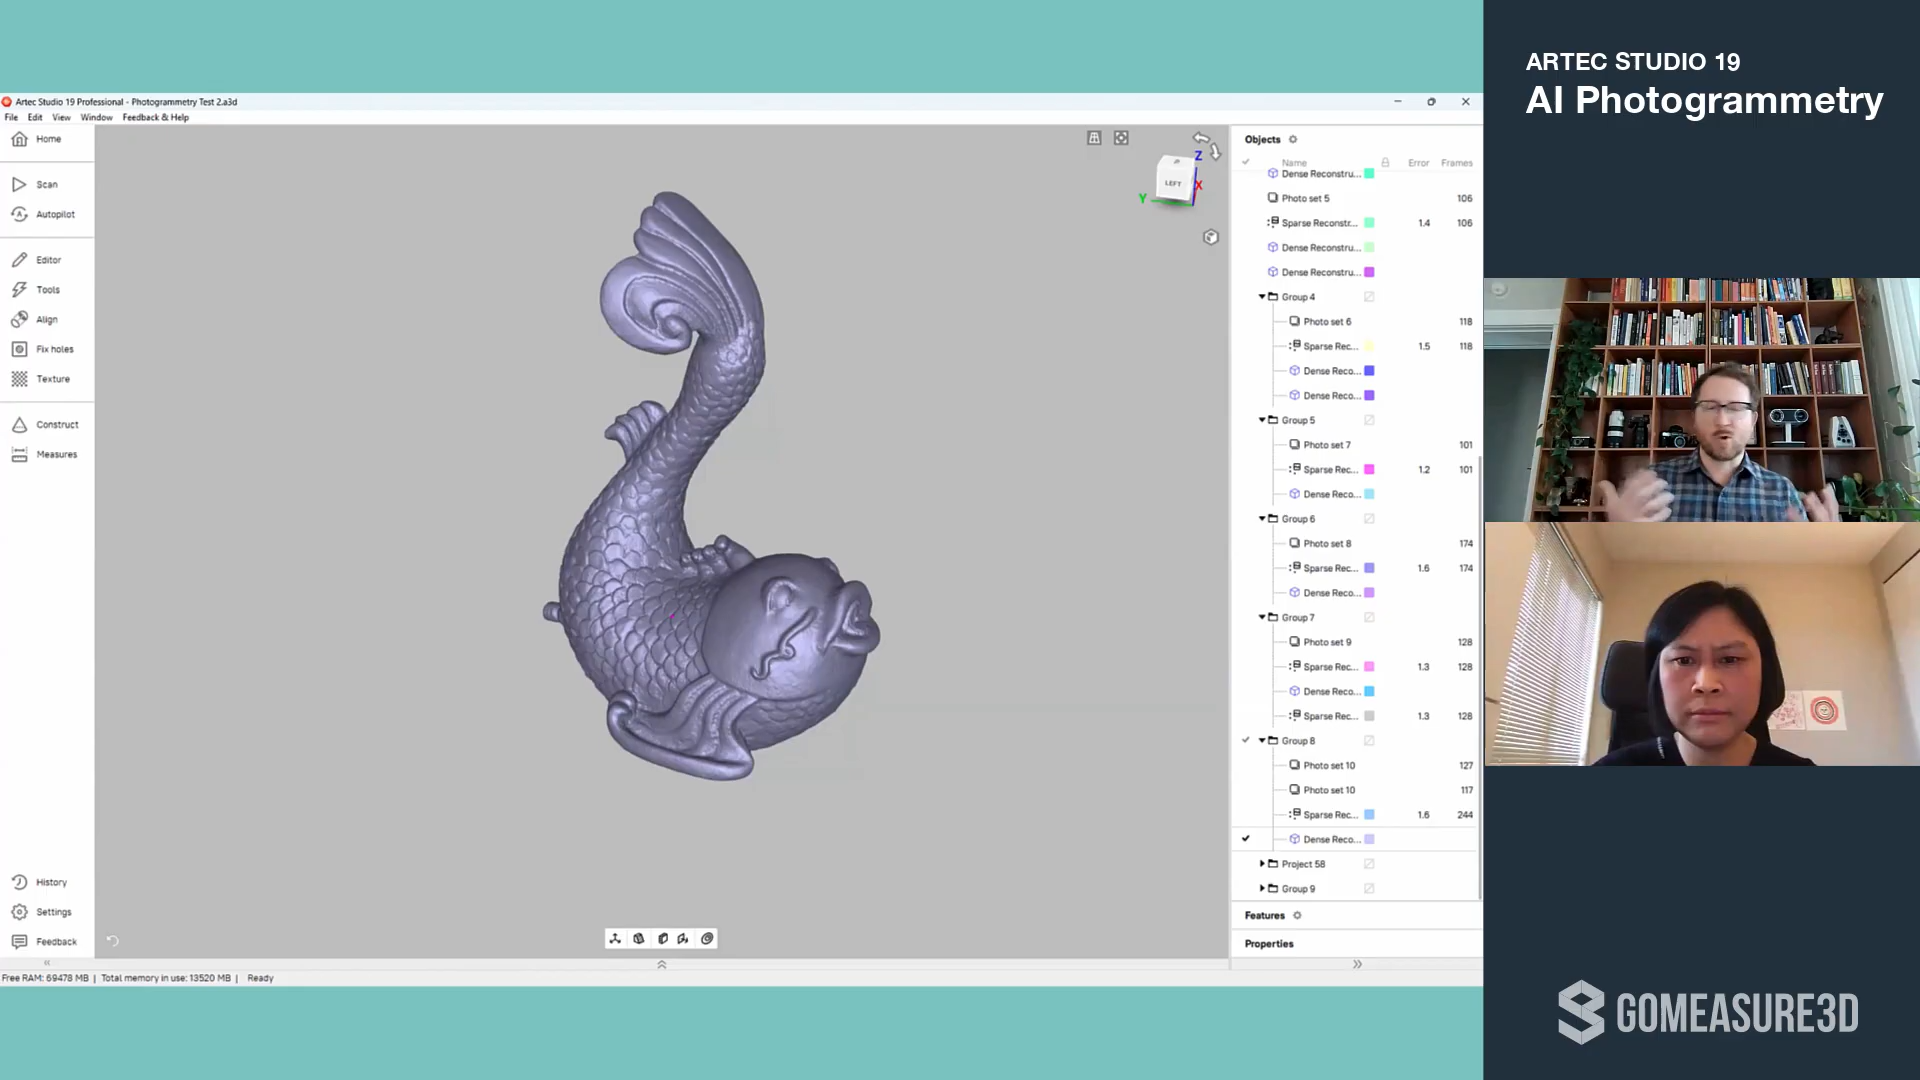 ARTEC STUDIO 19
AI Photogrammetry
Artec Studio 19 Professional - Photogrammetry Test 2.a3d
File Edit View Window Feedback & Help
Home
Scan
Autopilot
Editor
Tools
Align
Fix holes
Texture
Construct
Measures
History
Settings
Feedback
Z
LEFT
X
Y
Objects
Name Error Frames
Dense Reconstru...
Photo set 5 106
Sparse Reconstr... 1.4 106
Dense Reconstru...
Dense Reconstru...
Group 4
Photo set 6 118
Sparse Rec... 1.5 118
Dense Reco...
Dense Reco...
Group 5
Photo set 7 101
Sparse Rec... 1.2 101
Dense Reco...
Group 6
Photo set 8 174
Sparse Rec... 1.6 174
Dense Reco...
Group 7
Photo set 9 128
Sparse Rec... 1.3 128
Dense Reco...
Sparse Rec... 1.3 128
Group 8
Photo set 10 127
Photo set 10 117
Sparse Rec... 1.6 244
Dense Reco...
Project 58
Group 9
Features
Properties
Free RAM: 69478 MB | Total memory in use: 13520 MB | Ready
GOMEASURE3D